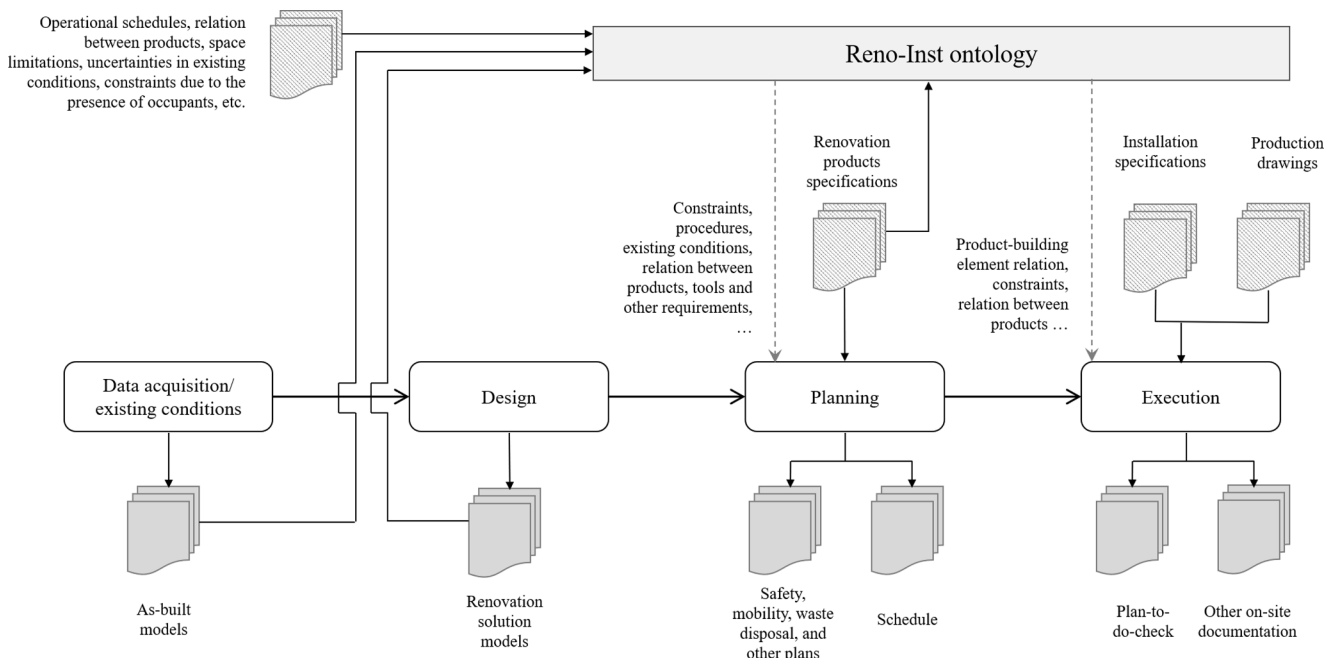 Operational schedules, relation
between products, space
limitations, uncertainties in existing
conditions, constraints due to the
presence of occupants, etc.
Reno-Inst ontology
Renovation
products
specifications
Installation
specifications
Production
drawings
Constraints,
procedures,
existing conditions,
relation between
products, tools and
other requirements,
…
Product-building
element relation,
constraints,
relation between
products …
Data acquisition/
existing conditions
Design
Planning
Execution
As-built
models
Renovation
solution
models
Safety,
mobility, waste
disposal, and
other plans
Schedule
Plan-to-
do-check
Other on-site
documentation